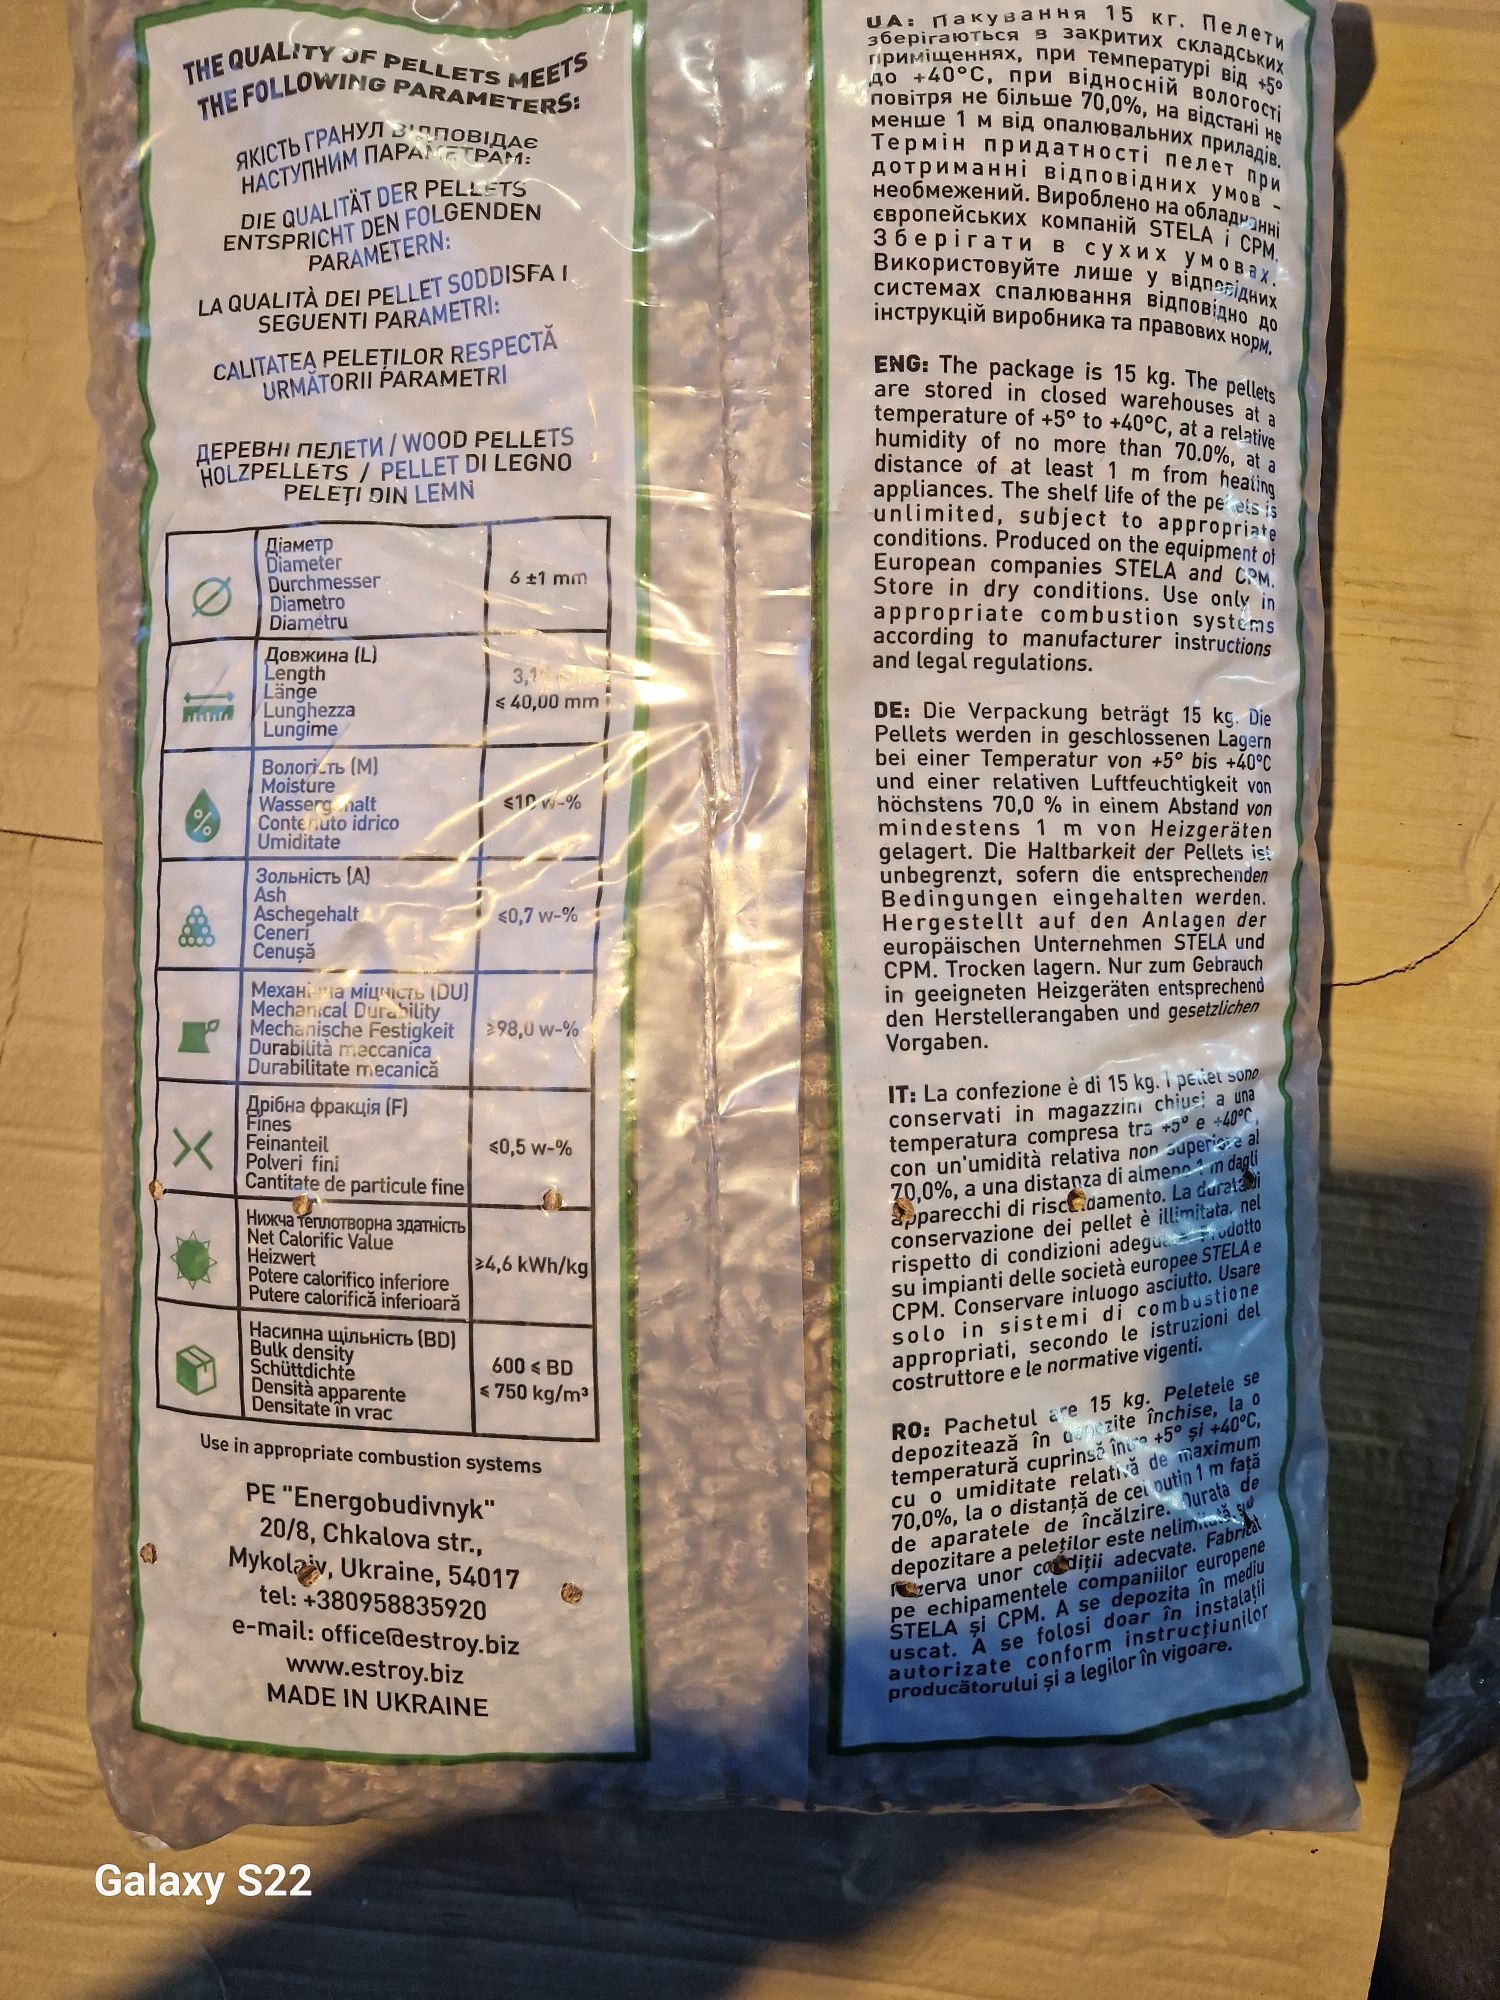 THE QUALITY OF PELLETS MEETS
THE FOLLOWING PARAMETERS:
ЯКІСТЬ ГРАНУЛ ВІДПОВІДАЄ
НАСТУПНИМ ПАРАМЕТРАМ:
DIE QUALITÄT DER PELLETS
ENTSPRICHT DEN FOLGENDEN
PARAMETERN:
LA QUALITÀ DEI PELLET SODDISFA I
SEGUENTI PARAMETRI:
CALITATEA PELEȚILOR RESPECTĂ
URMĂTORII PARAMETRI
ДЕРЕВНІ ПЕЛЕТИ / WOOD PELLETS
HOLZPELLETS / PELLET DI LEGNO
PELEȚI DIN LEMN
Діаметр
Diameter
Durchmesser
Diametro
Diametru
6 ±1 mm
Довжина (L)
Length
Länge
Lunghezza
Lungime
≤ 40,00 mm
Вологість (M)
Moisture
Wassergehalt
Contenuto idrico
Umiditate
≤10 w-%
Зольність (A)
Ash
Aschegehalt
Ceneri
Cenușă
≤0,7 w-%
Механічна міцність (DU)
Mechanical Durability
Mechanische Festigkeit
Durabilità meccanica
Durabilitate mecanică
≥98,0 w-%
Дрібна фракція (F)
Fines
Feinanteil
Polveri fini
Cantitate de particule fine
≤0,5 w-%
Нижча теплотворна здатність
Net Calorific Value
Heizwert
Potere calorifico inferiore
Putere calorifică inferioară
≥4,6 kWh/kg
Насипна щільність (BD)
Bulk density
Schüttdichte
Densità apparente
Densitate în vrac
600 ≤ BD
≤ 750 kg/m³
Use in appropriate combustion systems
PE "Energobudivnyk"
20/8, Chkalova str.,
Mykolaiv, Ukraine, 54017
tel: +380958835920
e-mail: office@estroy.biz
www.estroy.biz
MADE IN UKRAINE
UA: Пакування 15 кг. Пелети
зберігаються в закритих складських
приміщеннях, при температурі від +5°
до +40°C, при відносній вологості
повітря не більше 70,0%, на відстані не
менше 1 м від опалювальних приладів.
Термін придатності пелет при
дотриманні відповідних умов -
необмежений. Вироблено на обладнанні
європейських компаній STELA і CPM.
Зберігати в сухих умовах.
Використовуйте лише у відповідних
системах спалювання відповідно до
інструкцій виробника та правових норм.
ENG: The package is 15 kg. The pellets
are stored in closed warehouses at a
temperature of +5° to +40°C, at a relative
humidity of no more than 70.0%, at a
distance of at least 1 m from heating
appliances. The shelf life of the pellets is
unlimited, subject to appropriate
conditions. Produced on the equipment of
European companies STELA and CPM.
Store in dry conditions. Use only in
appropriate combustion systems
according to manufacturer instructions
and legal regulations.
DE: Die Verpackung beträgt 15 kg. Die
Pellets werden in geschlossenen Lagern
bei einer Temperatur von +5° bis +40°C
und einer relativen Luftfeuchtigkeit von
höchstens 70,0 % in einem Abstand von
mindestens 1 m von Heizgeräten
gelagert. Die Haltbarkeit der Pellets ist
unbegrenzt, sofern die entsprechenden
Bedingungen eingehalten werden.
Hergestellt auf den Anlagen der
europäischen Unternehmen STELA und
CPM. Trocken lagern. Nur zum Gebrauch
in geeigneten Heizgeräten entsprechend
den Herstellerangaben und gesetzlichen
Vorgaben.
IT: La confezione è di 15 kg. I pellet sono
conservati in magazzini chiusi a una
temperatura compresa tra +5° e +40°C,
con un'umidità relativa non superiore al
70,0%, a una distanza di almeno 1 m dagli
apparecchi di riscaldamento. La durata di
conservazione dei pellet è illimitata, nel
rispetto di condizioni adeguate. Prodotto
su impianti delle società europee STELA e
CPM. Conservare inluogo asciutto. Usare
solo in sistemi di combustione
appropriati, secondo le istruzioni del
costruttore e le normative vigenti.
RO: Pachetul are 15 kg. Peletele se
depozitează în depozite închise, la o
temperatură cuprinsă între +5° și +40°C,
cu o umiditate relativă de maximum
70,0%, la o distanță de cel puțin 1 m față
de aparatele de încălzire. Durata de
depozitare a peleților este nelimitată, sub
rezerva unor condiții adecvate. Fabricat
pe echipamentele companiilor europene
STELA și CPM. A se depozita în mediu
uscat. A se folosi doar în instalații
autorizate conform instrucțiunilor
producătorului și a legilor în vigoare.
Galaxy S22